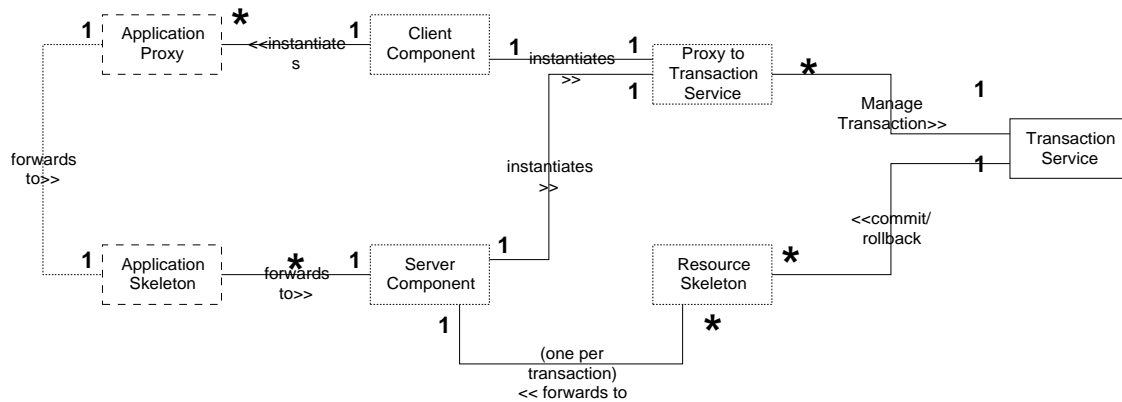 1
Application
Proxy
*
<<instantiate
s
1
Client
Component
1
instantiates
>>
1
1
Proxy to
Transaction
Service
*
Manage
Transaction>>
1
Transaction
Service
1
forwards
to>>
instantiates
>>
<<commit/
rollback
1
Application
Skeleton
*
forwards
to>>
1
Server
Component
1
1
Resource
Skeleton
*
*
(one per
transaction)
<< forwards to